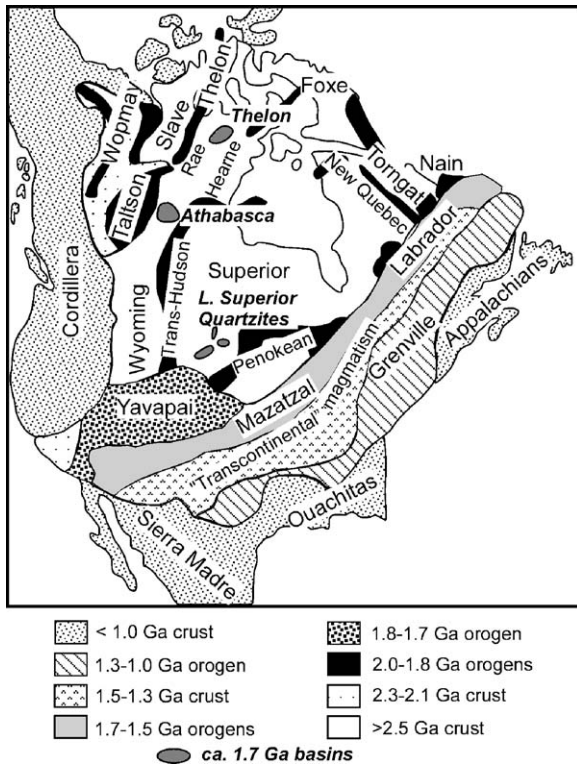 Foxe
Thelon
Slave
Wopmay
Thelon
Rae
Hearne
Torngat
Nain
New Quebec
Taltson
Athabasca
Labrador
Cordillera
Wyoming
Trans-Hudson
Superior
L. Superior
Quartzites
Appalachians
Grenville
Penokean
Yavapai
Mazatzal
"Transcontinental" magmatism
Ouachitas
Sierra Madre
< 1.0 Ga crust
1.3-1.0 Ga orogen
1.5-1.3 Ga crust
1.7-1.5 Ga orogens
1.8-1.7 Ga orogen
2.0-1.8 Ga orogens
2.3-2.1 Ga crust
>2.5 Ga crust
ca. 1.7 Ga basins